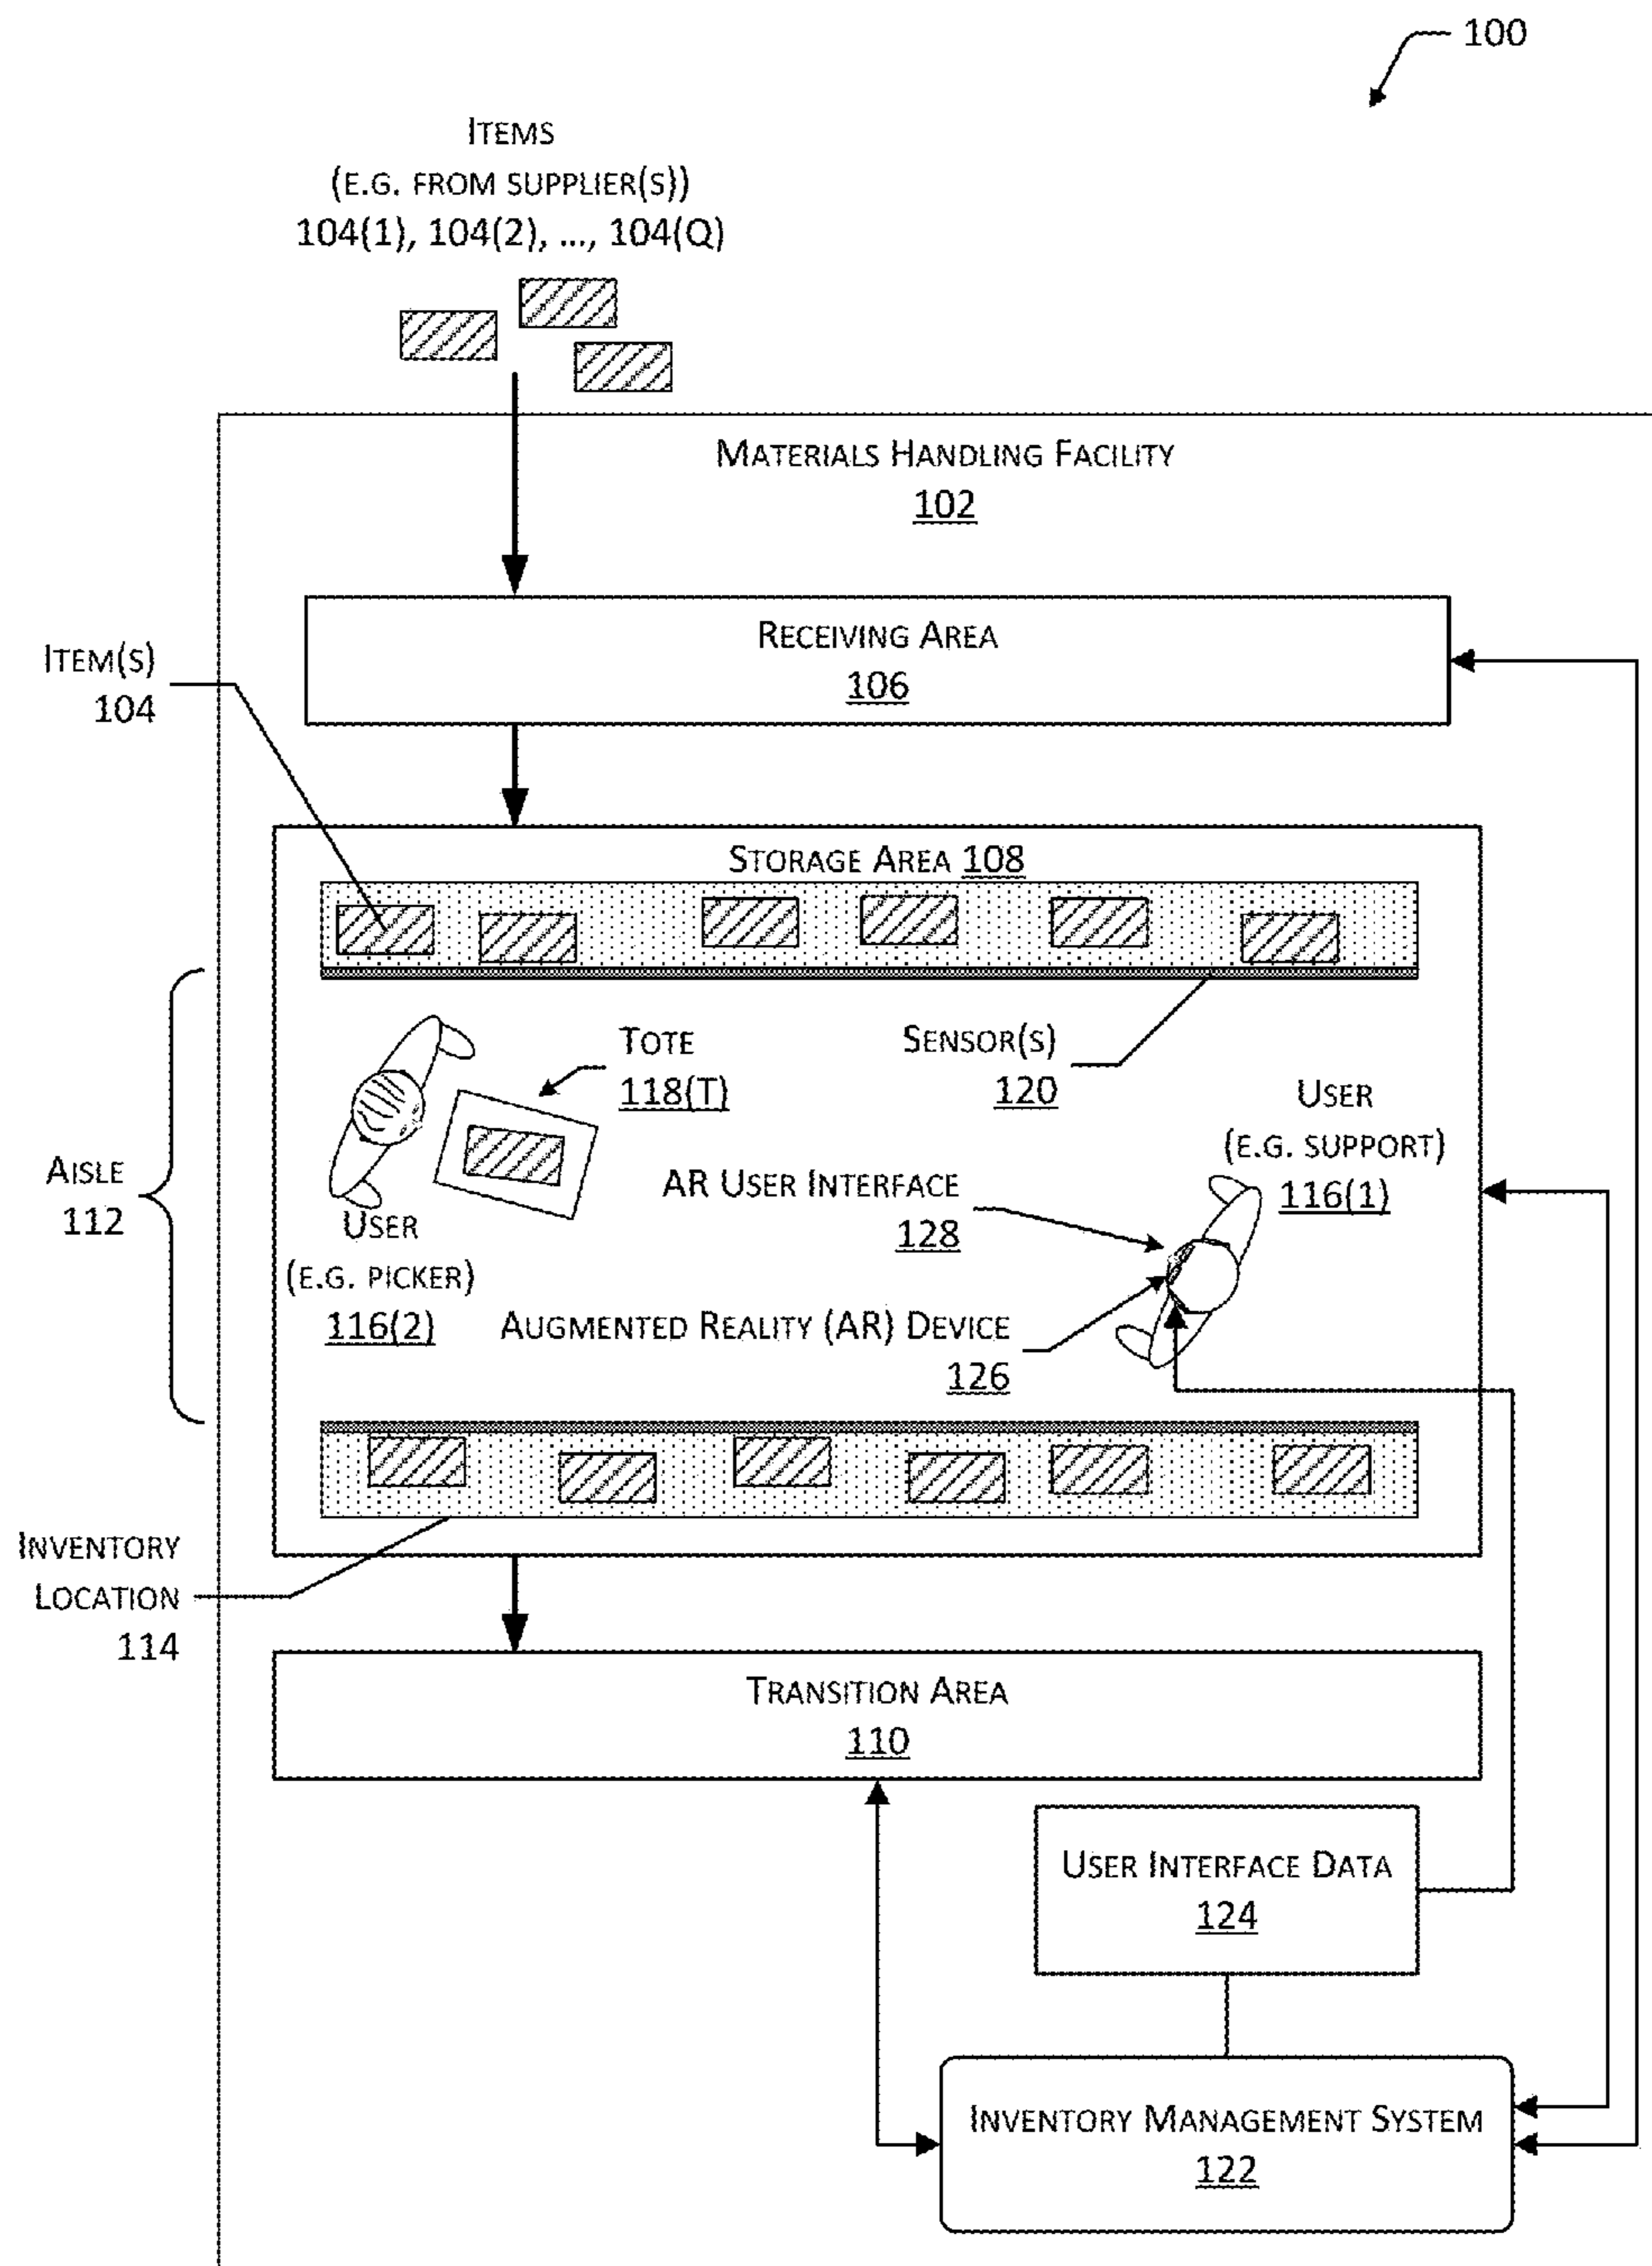 100
ITEMS
(E.G. FROM SUPPLIER(S))
104(1), 104(2), ..., 104(Q)
MATERIALS HANDLING FACILITY
102
RECEIVING AREA
106
ITEM(S)
104
STORAGE AREA 108
TOTE
118(T)
SENSOR(S)
120
USER
(E.G. SUPPORT)
116(1)
AISLE
112
AR USER INTERFACE
128
USER
(E.G. PICKER)
116(2)
AUGMENTED REALITY (AR) DEVICE
126
INVENTORY
LOCATION
114
TRANSITION AREA
110
USER INTERFACE DATA
124
INVENTORY MANAGEMENT SYSTEM
122